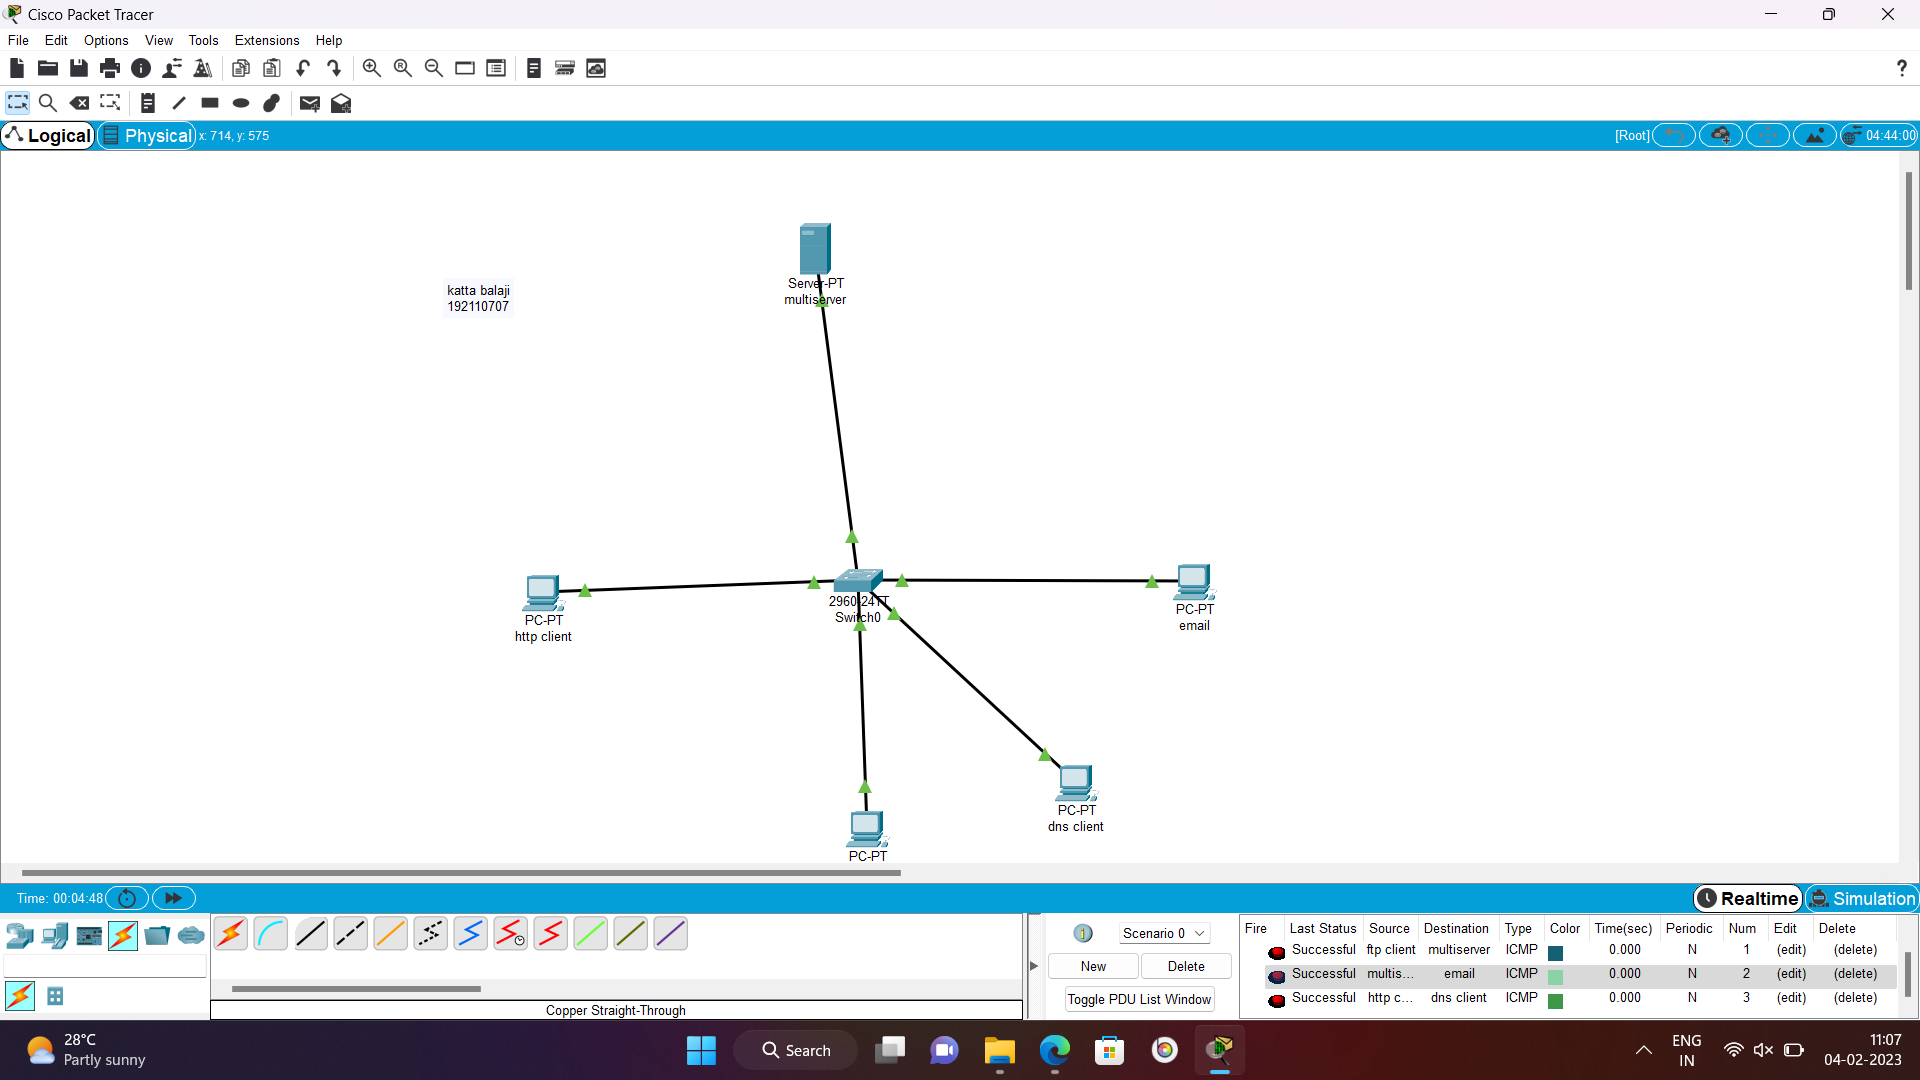 Cisco Packet Tracer
File Edit Options View Tools Extensions Help
?
Logical Physical x: 714, y: 575 [Root] 04:44:00
Server-PT
multiserver
katta balaji
192110707
2960-24TT
Switch0
PC-PT
http client
PC-PT
email
PC-PT
dns client
PC-PT
Time: 00:04:48 Realtime Simulation
Scenario 0
New Delete
Toggle PDU List Window
Fire Last Status Source Destination Type Color Time(sec) Periodic Num Edit Delete
Successful ftp client multiserver ICMP 0.000 N 1 (edit) (delete)
Successful multis... email ICMP 0.000 N 2 (edit) (delete)
Successful http c... dns client ICMP 0.000 N 3 (edit) (delete)
Copper Straight-Through
28°C
Partly sunny
Search
ENG
IN
11:07
04-02-2023